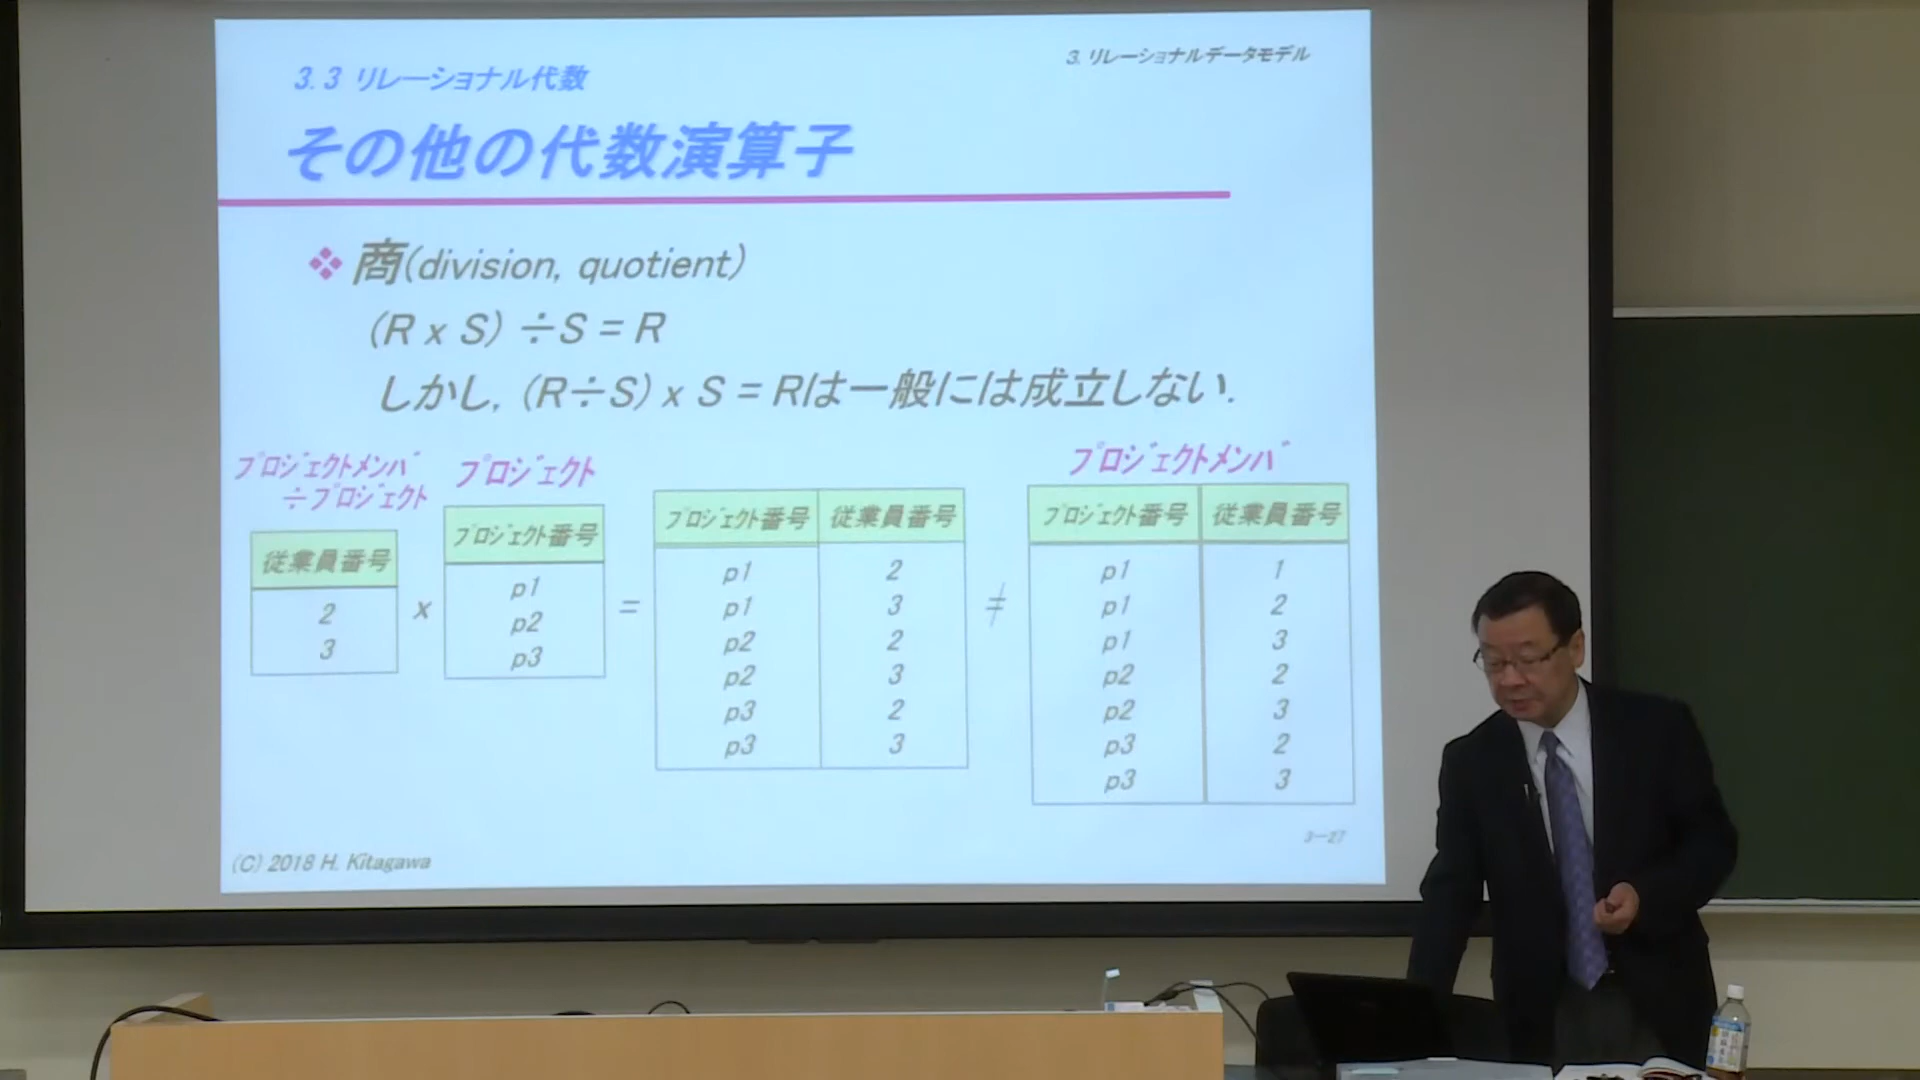 3.3 リレーショナル代数
3. リレーショナルデータモデル
その他の代数演算子
商(division, quotient)
(R x S) ÷S = R
しかし, (R÷S) x S = Rは一般には成立しない.
プロジェクトメンバ
÷プロジェクト
従業員番号
2
3
x
プロジェクト
プロジェクト番号
p1
p2
p3
=
プロジェクト番号 従業員番号
p1 2
p1 3
p2 2
p2 3
p3 2
p3 3
≠
プロジェクトメンバ
プロジェクト番号 従業員番号
p1 1
p1 2
p1 3
p2 2
p2 3
p3 2
p3 3
3-27
(C) 2018 H. Kitagawa